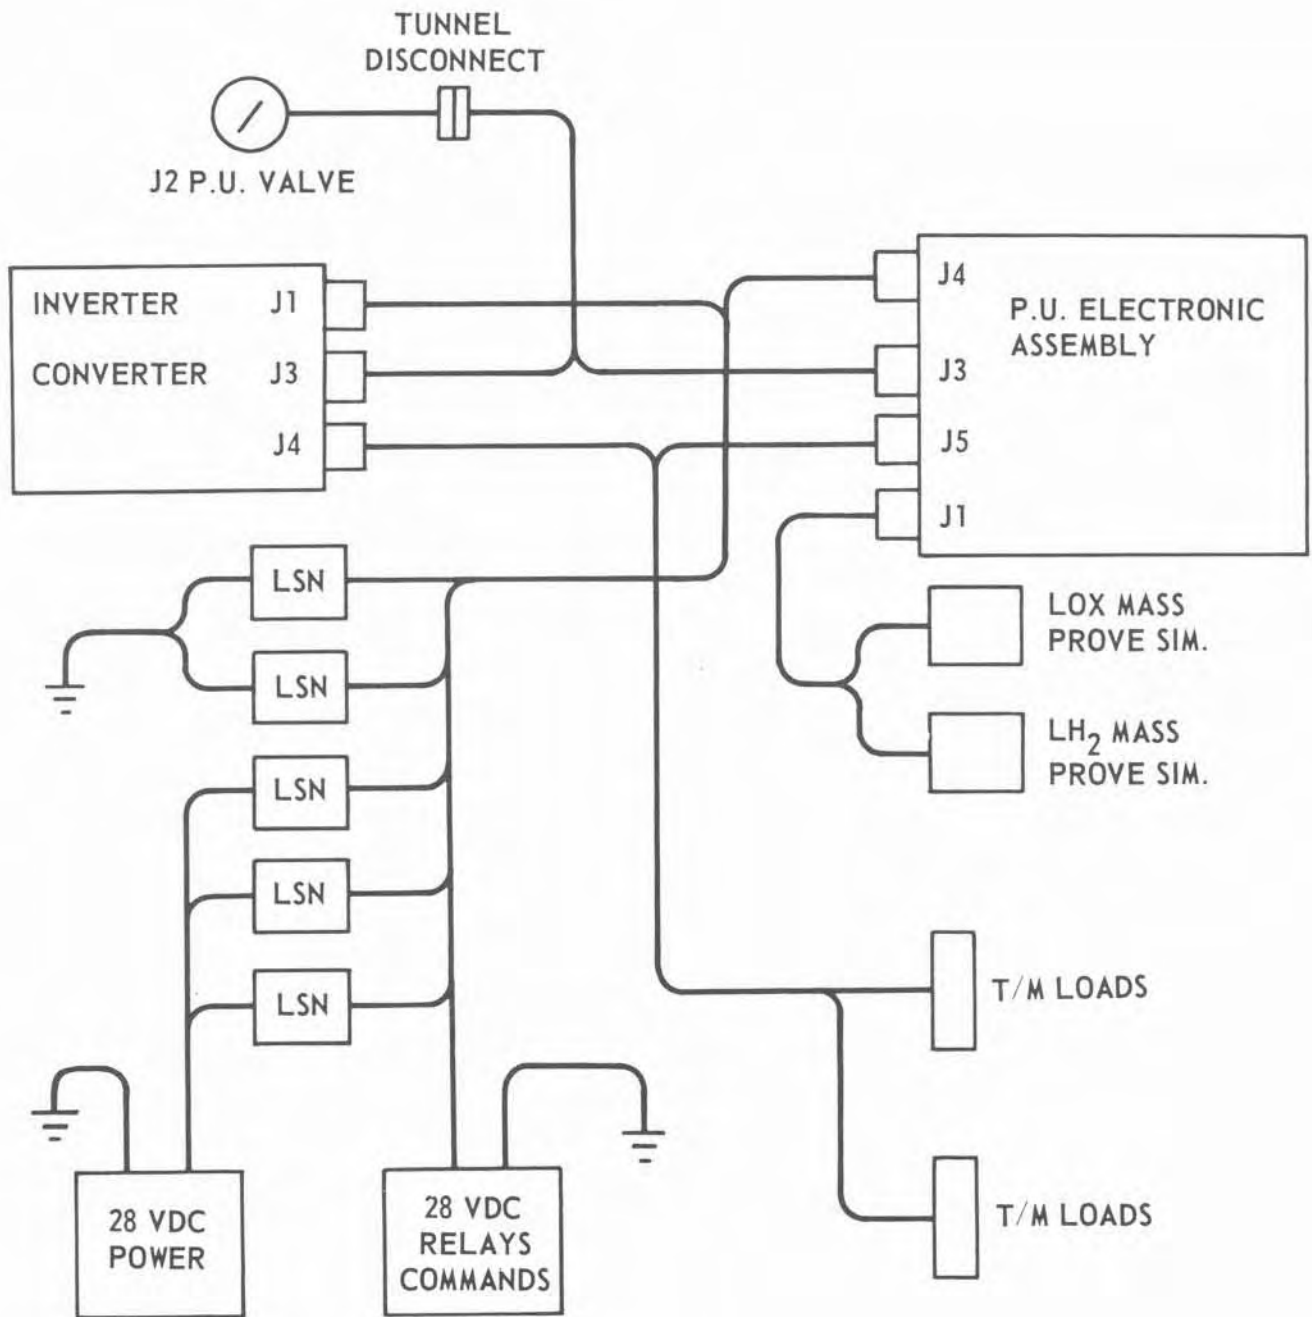 TUNNEL
DISCONNECT
J2 P.U. VALVE
INVERTER J1
CONVERTER J3
J4
J4
P.U. ELECTRONIC
ASSEMBLY
J3
J5
J1
LSN
LSN
LSN
LSN
LSN
LOX MASS
PROVE SIM.
LH₂ MASS
PROVE SIM.
T/M LOADS
T/M LOADS
28 VDC
POWER
28 VDC
RELAYS
COMMANDS